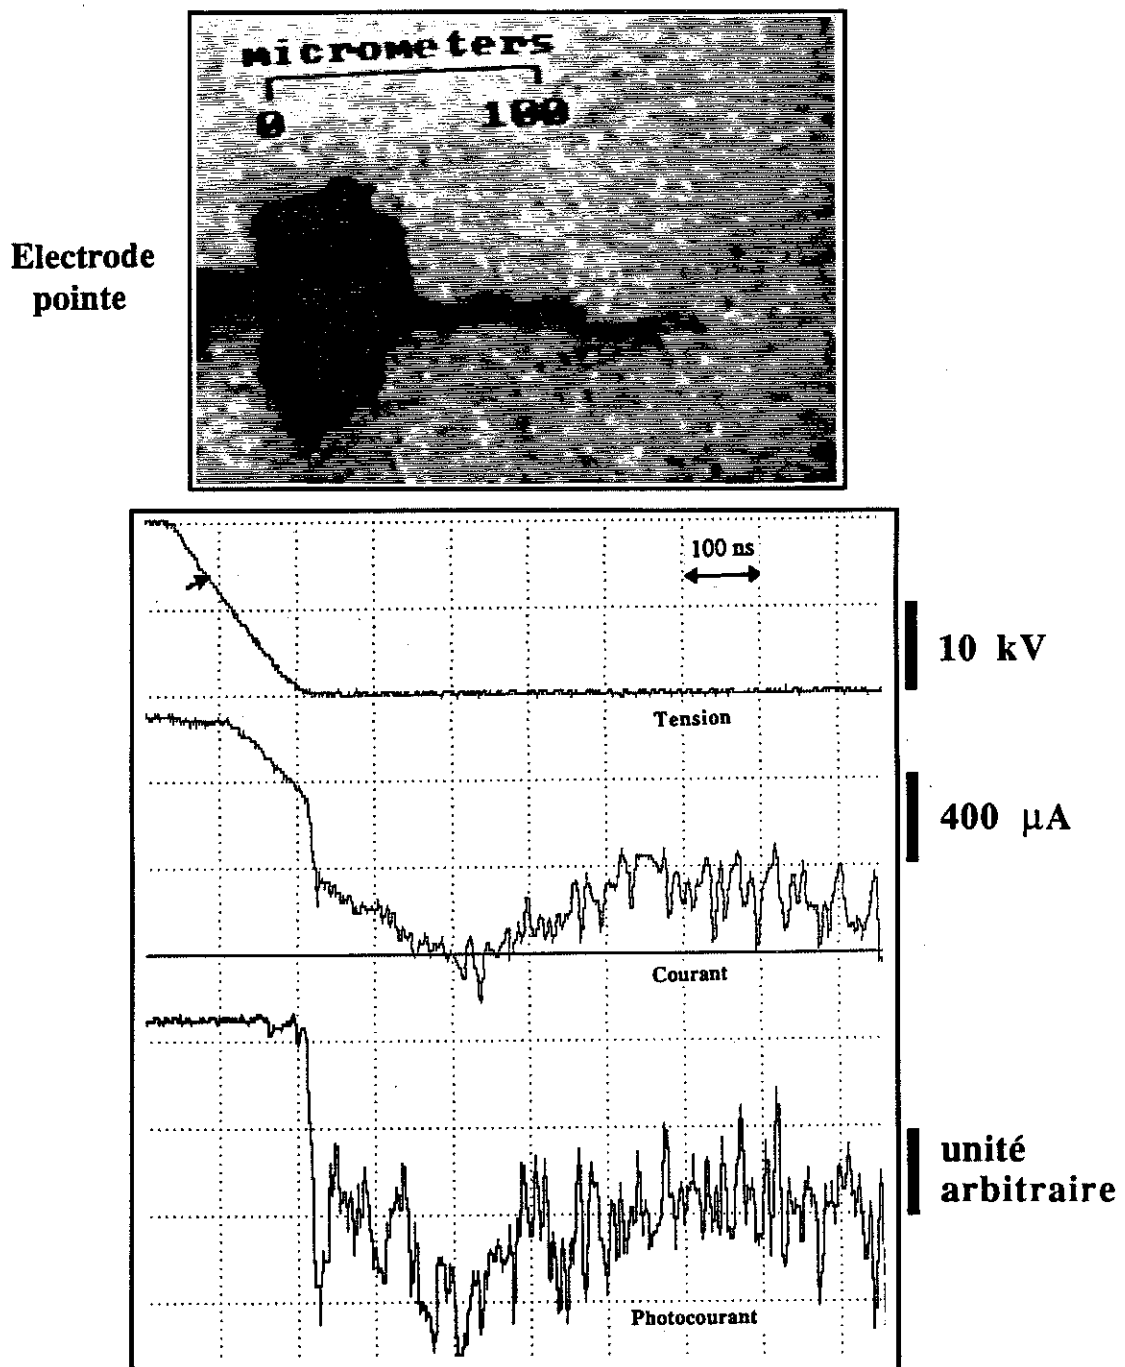 micrometers
0 100
Electrode
pointe
100 ns
10 kV
Tension
400 µA
Courant
unité
arbitraire
Photocourant